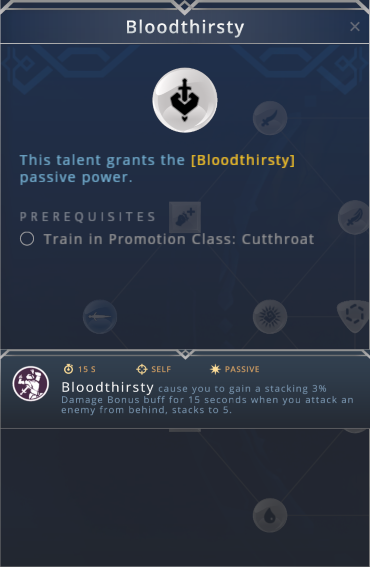 Bloodthirsty
This talent grants the [Bloodthirsty]
passive power.
PREREQUISITES
Train in Promotion Class: Cutthroat
15 S SELF PASSIVE
Bloodthirsty cause you to gain a stacking 3%
Damage Bonus buff for 15 seconds when you attack an
enemy from behind, stacks to 5.